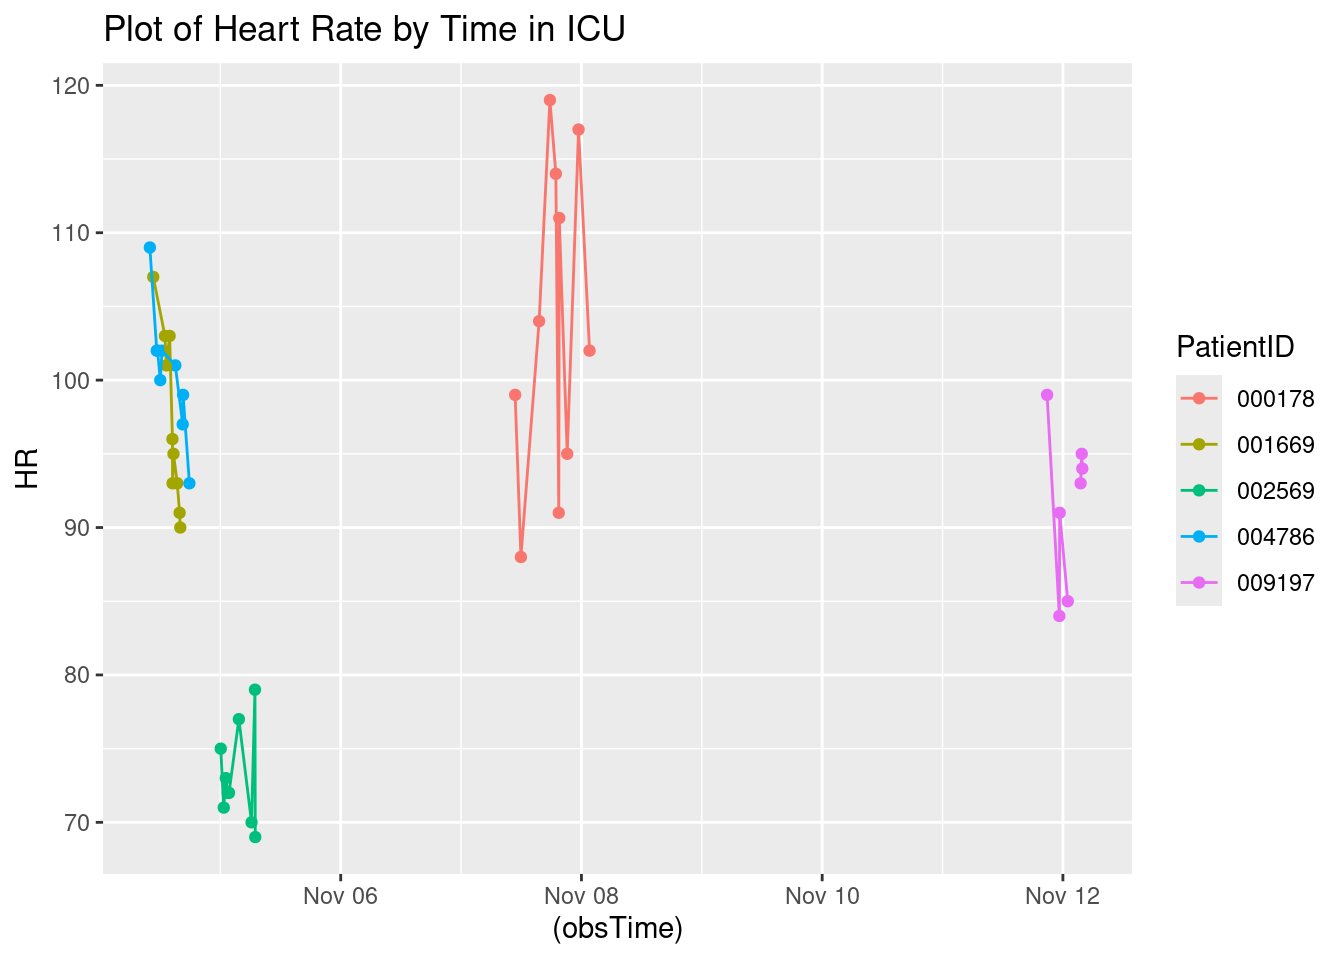 Plot of Heart Rate by Time in ICU
120
110
100
90
80
70
HR
Nov 06
Nov 08
Nov 10
Nov 12
(obsTime)
PatientID
000178
001669
002569
004786
009197